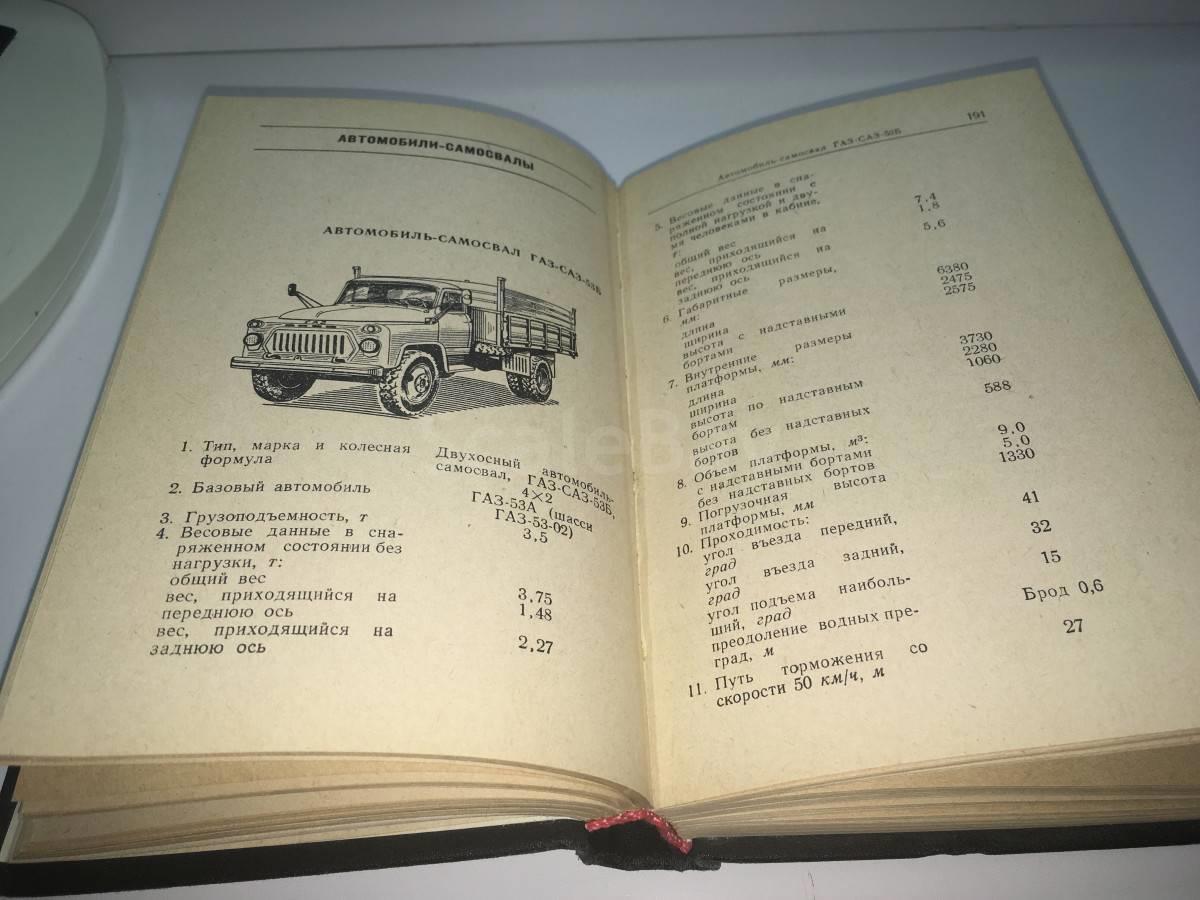 АВТОМОБИЛИ-САМОСВАЛЫ
АВТОМОБИЛЬ-САМОСВАЛ ГАЗ-САЗ-53Б
1. Тип, марка и колесная формула
Двухосный автомобиль-
самосвал, ГАЗ-САЗ-53Б,
4×2
2. Базовый автомобиль
ГАЗ-53А (шасси
ГАЗ-53-02)
3. Грузоподъемность, т 3,5
4. Весовые данные в сна-
ряженном состоянии без
нагрузки, т:
общий вес 3,75
вес, приходящийся на
переднюю ось 1,48
вес, приходящийся на
заднюю ось 2,27
Автомобиль-самосвал ГАЗ-САЗ-53Б 191
5. Весовые данные в сна-
ряженном состоянии с
полной нагрузкой и дву-
мя человеками в кабине,
т:
общий вес 7,4
вес, приходящийся на
переднюю ось 1,8
вес, приходящийся на
заднюю ось 5,6
6. Габаритные размеры,
мм:
длина 6380
ширина 2475
высота с надставными
бортами 2575
7. Внутренние размеры
платформы, мм:
длина 3730
ширина 2280
высота по надставным
бортам 1060
высота без надставных
бортов 588
8. Объем платформы, м³:
с надставными бортами 9,0
без надставных бортов 5,0
9. Погрузочная высота
платформы, мм 1330
10. Проходимость:
угол въезда передний,
град 41
угол въезда задний,
град 32
угол подъема наиболь-
ший, град 15
преодоление водных пре-
град, м Брод 0,6
11. Путь торможения со
скорости 50 км/ч, м 27